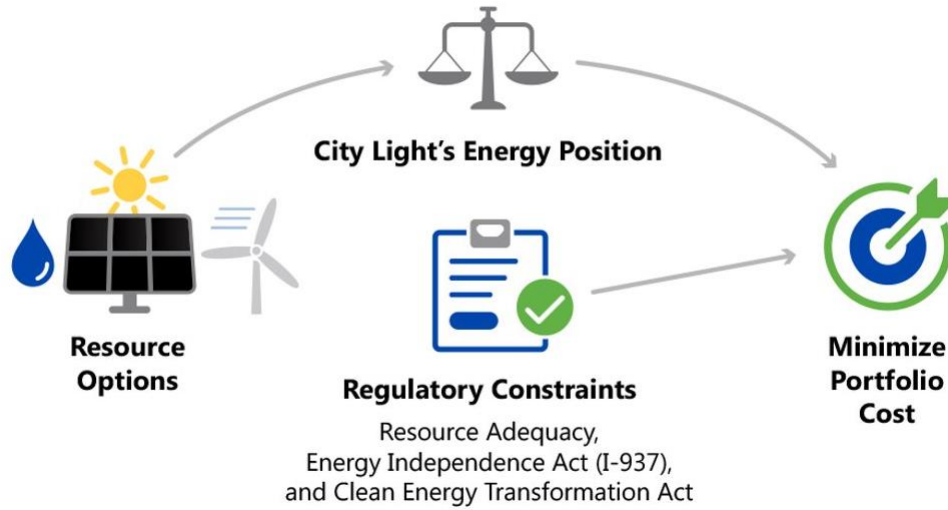 City Light's Energy Position
Resource
Options
Regulatory Constraints
Resource Adequacy,
Energy Independence Act (I-937),
and Clean Energy Transformation Act
Minimize
Portfolio
Cost